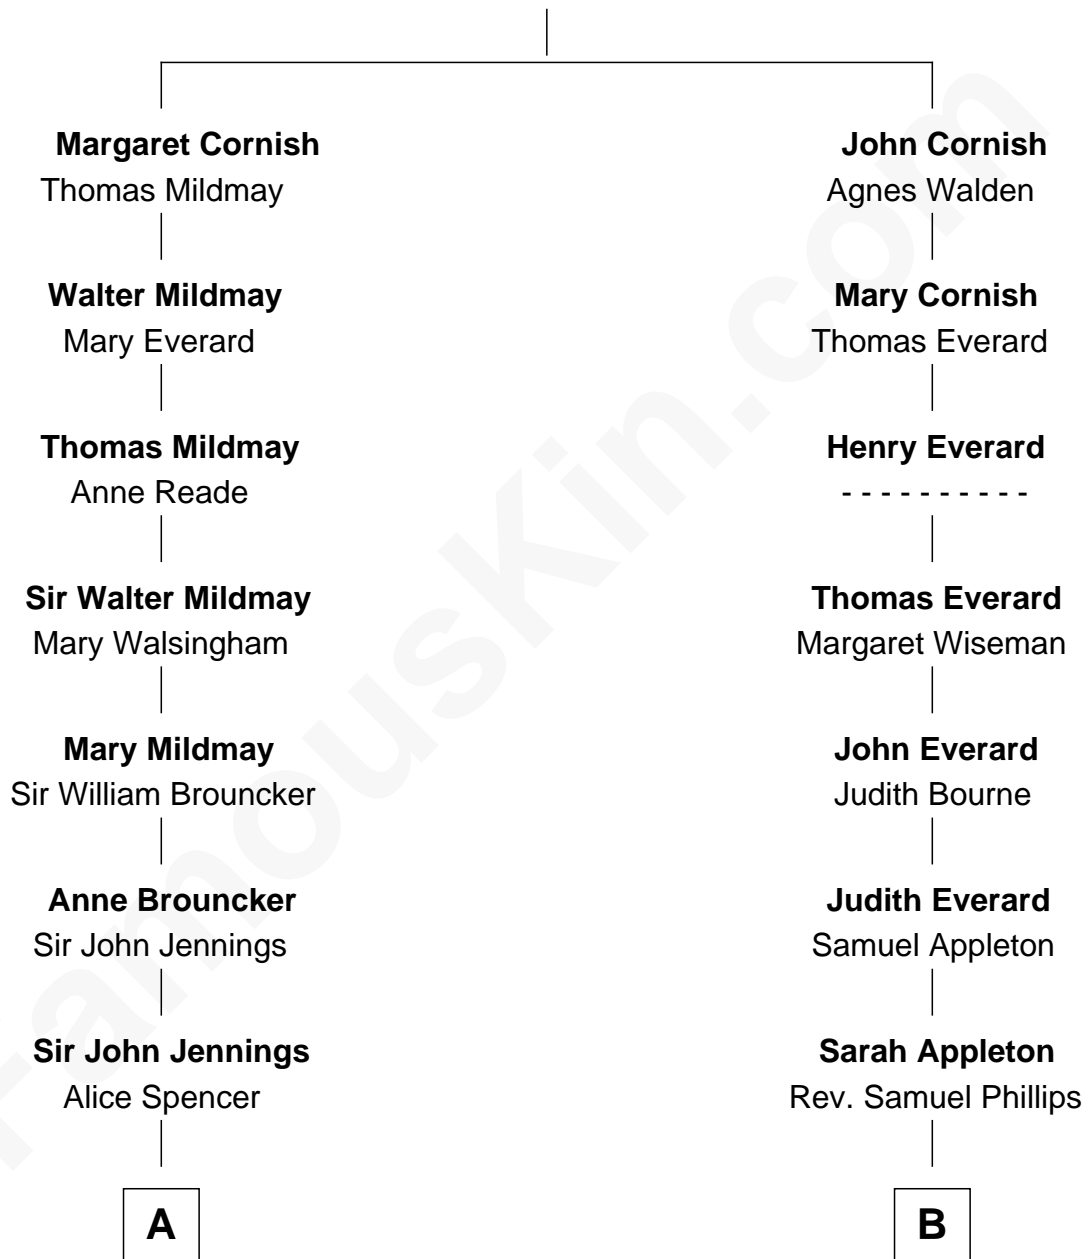 Margaret Cornish
Thomas Mildmay
Walter Mildmay
Mary Everard
Thomas Mildmay
Anne Reade
Sir Walter Mildmay
Mary Walsingham
Mary Mildmay
Sir William Brouncker
Anne Brouncker
Sir John Jennings
Sir John Jennings
Alice Spencer
A
John Cornish
Agnes Walden
Mary Cornish
Thomas Everard
Henry Everard
- - - - - - - - - -
Thomas Everard
Margaret Wiseman
John Everard
Judith Bourne
Judith Everard
Samuel Appleton
Sarah Appleton
Rev. Samuel Phillips
B
FamousKin.com